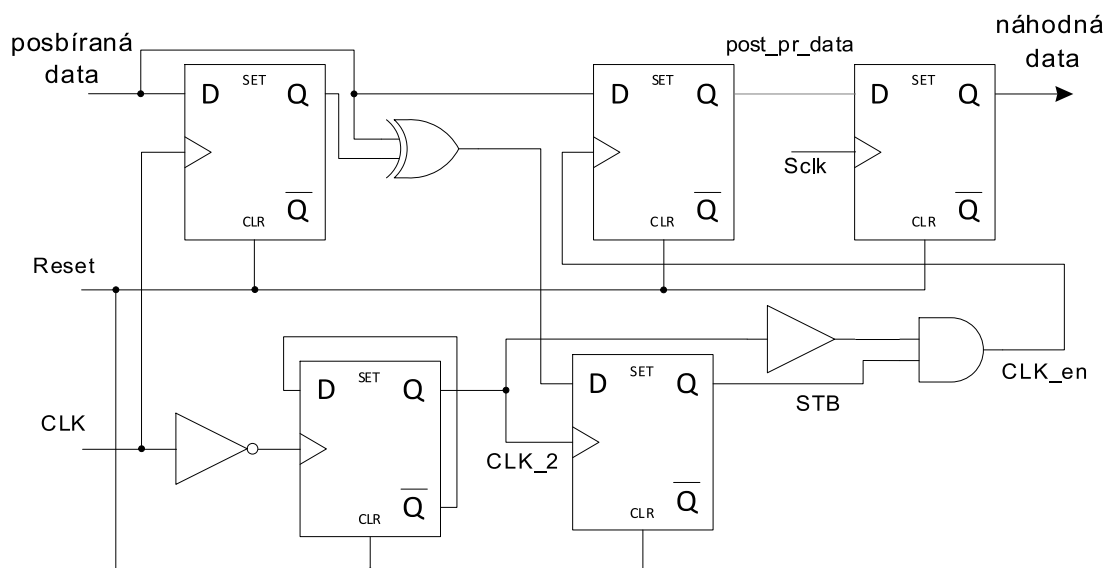 posbíraná
data
náhodná
data
post_pr_data
D SET Q
Q
CLR
D SET Q
Q
CLR
D SET Q
Q
CLR
Sclk
Reset
D SET Q
Q
CLR
D SET Q
Q
CLR
CLK
CLK_2
STB
CLK_en